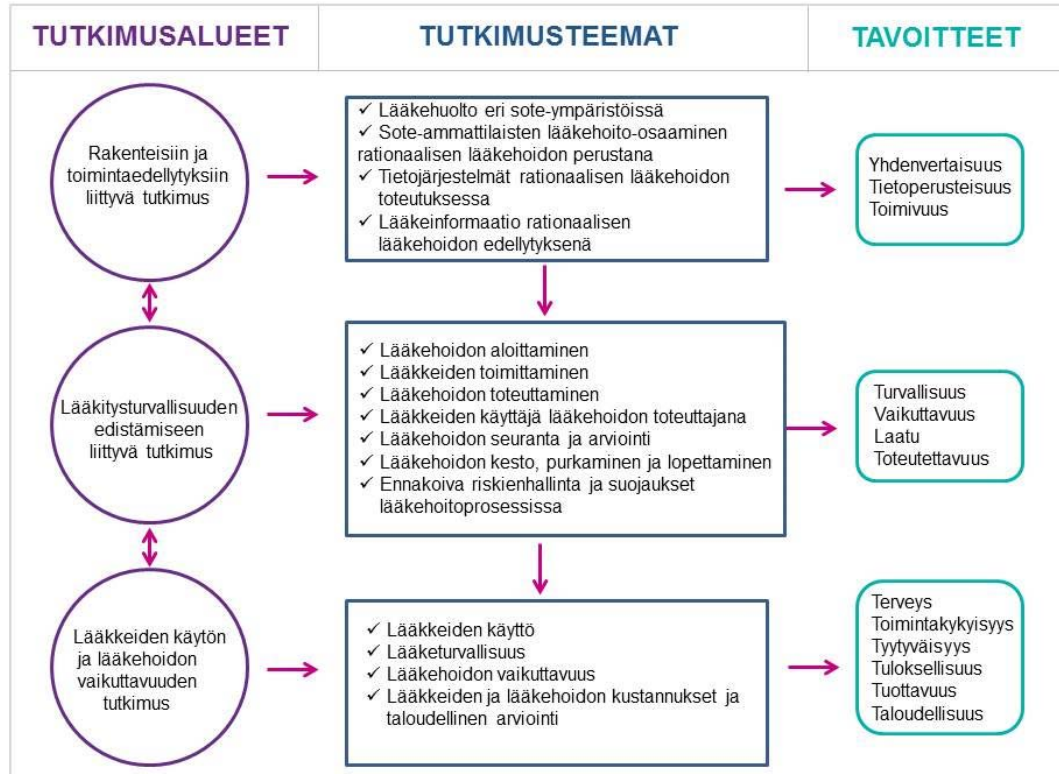 TUTKIMUSALUEET
TUTKIMUSTEEMAT
TAVOITTEET
Rakenteisiin ja
toimintaedellytyksiin
liittyvä tutkimus
✓ Lääkehuolto eri sote-ympäristöissä
✓ Sote-ammattilaisten lääkehoito-osaaminen
rationaalisen lääkehoidon perustana
✓ Tietojärjestelmät rationaalisen lääkehoidon
toteutuksessa
✓ Lääkeinformaatio rationaalisen
lääkehoidon edellytyksenä
Yhdenvertaisuus
Tietoperusteisuus
Toimivuus
Lääkitysturvallisuuden
edistämiseen
liittyvä tutkimus
✓ Lääkehoidon aloittaminen
✓ Lääkkeiden toimittaminen
✓ Lääkehoidon toteuttaminen
✓ Lääkkeiden käyttäjä lääkehoidon toteuttajana
✓ Lääkehoidon seuranta ja arviointi
✓ Lääkehoidon kesto, purkaminen ja lopettaminen
✓ Ennakoiva riskienhallinta ja suojaukset
lääkehoitoprosessissa
Turvallisuus
Vaikuttavuus
Laatu
Toteutettavuus
Lääkkeiden käytön
ja lääkehoidon
vaikuttavuuden
tutkimus
✓ Lääkkeiden käyttö
✓ Lääketurvallisuus
✓ Lääkehoidon vaikuttavuus
✓ Lääkkeiden ja lääkehoidon kustannukset ja
taloudellinen arviointi
Terveys
Toimintakykyisyys
Tyytyväisyys
Tuloksellisuus
Tuottavuus
Taloudellisuus